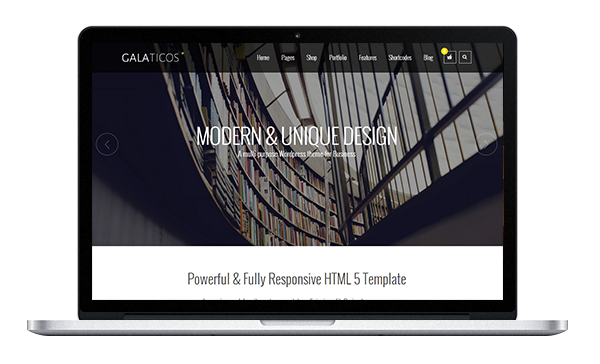 GALATICOS
Home Pages Shop Portfolio Features Shortcodes Blog
MODERN & UNIQUE DESIGN
A multi-purpose Wordpress theme for Business
Powerful & Fully Responsive HTML 5 Template